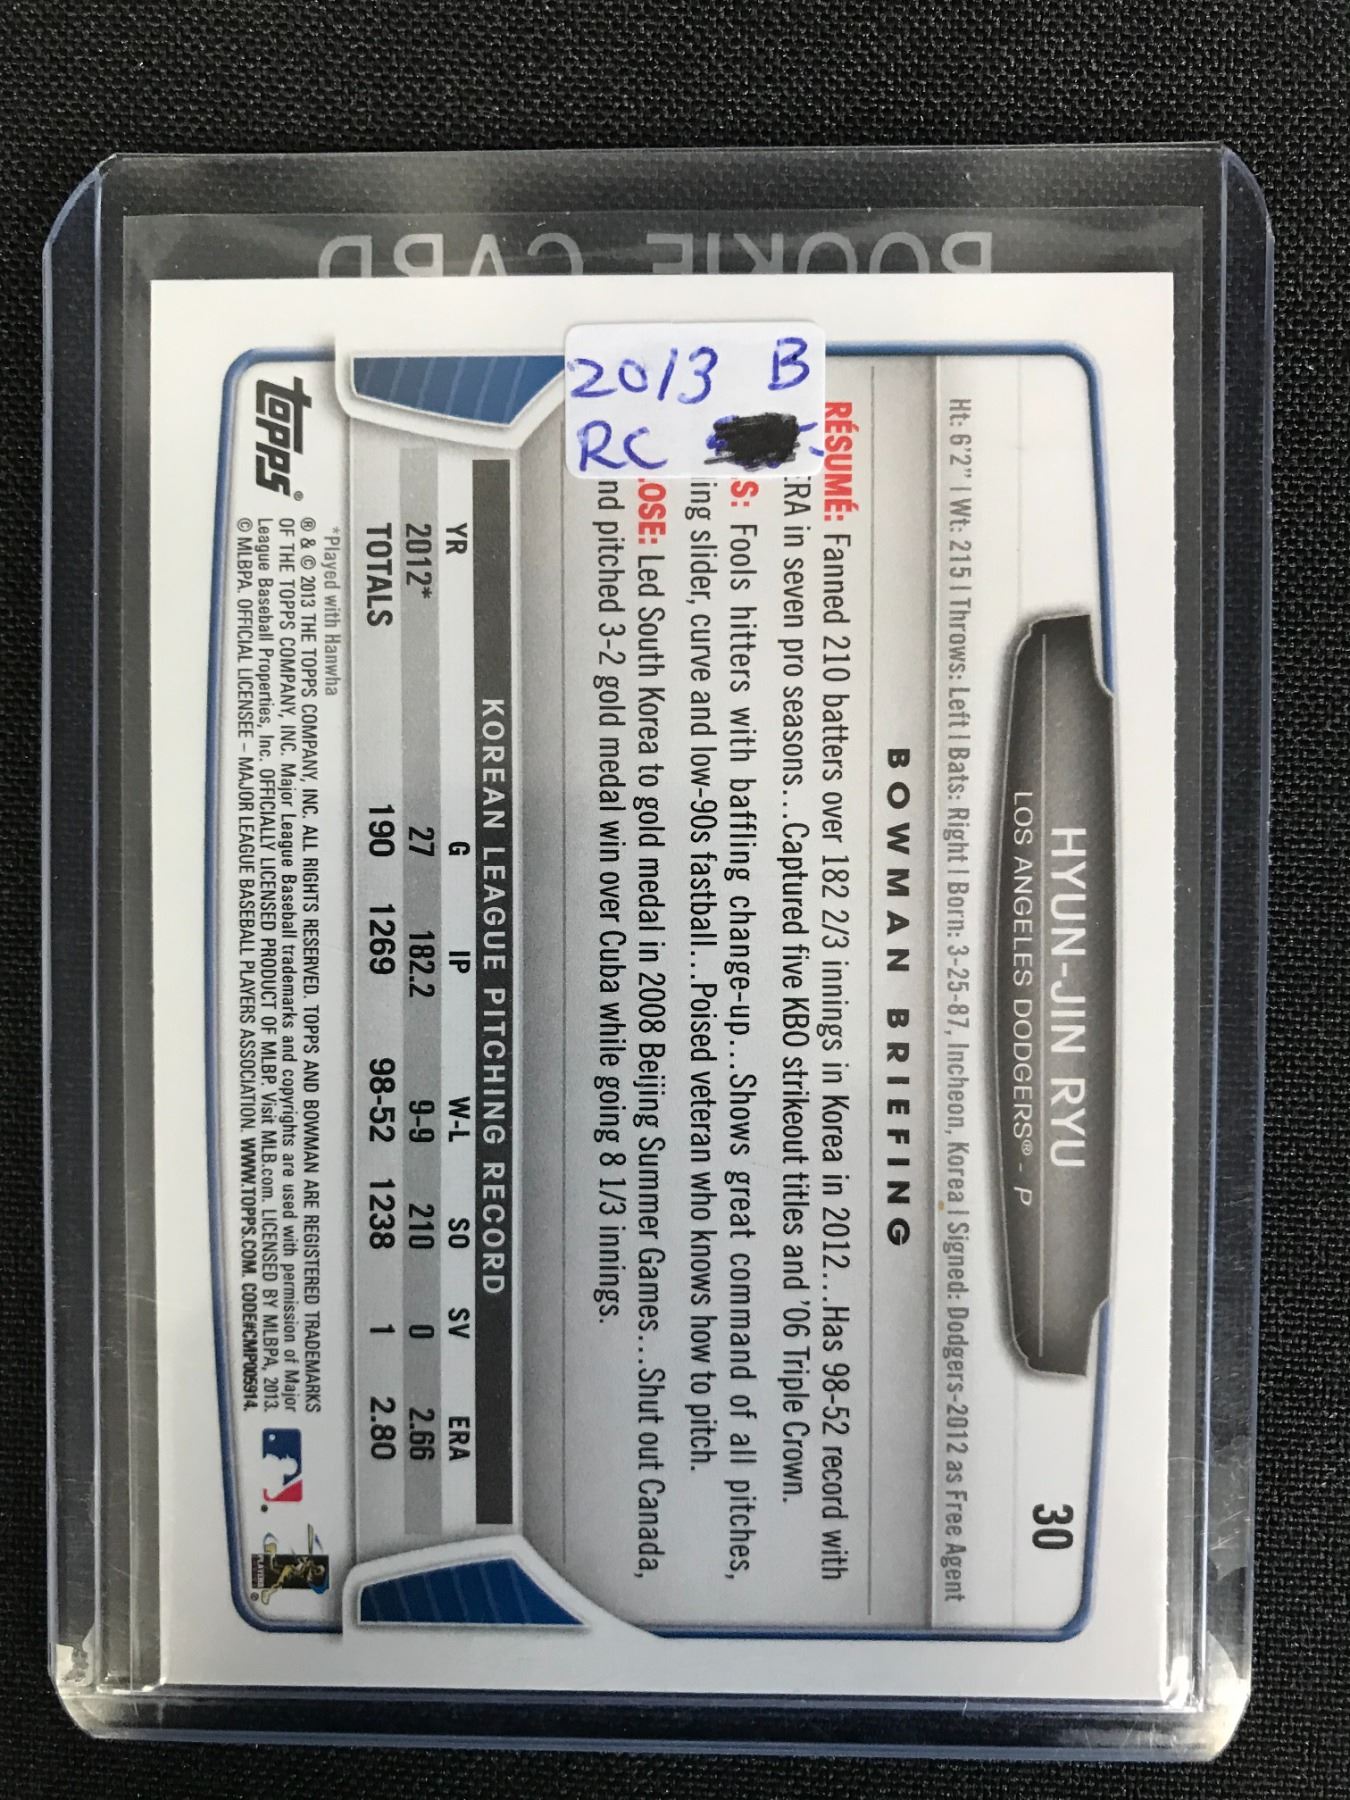 ROOKIE CARD
30
HYUN-JIN RYU
LOS ANGELES DODGERS® - P
Ht: 6'2" | Wt: 215 | Throws: Left | Bats: Right | Born: 3-25-87, Incheon, Korea | Signed: Dodgers-2012 as Free Agent
BOWMAN BRIEFING
2013 B
RC
RÉSUMÉ: Fanned 210 batters over 182 2/3 innings in Korea in 2012...Has 98-52 record with
ERA in seven pro seasons...Captured five KBO strikeout titles and '06 Triple Crown.
S: Fools hitters with baffling change-up...Shows great command of all pitches,
ing slider, curve and low-90s fastball...Poised veteran who knows how to pitch.
OSE: Led South Korea to gold medal in 2008 Beijing Summer Games...Shut out Canada,
nd pitched 3-2 gold medal win over Cuba while going 8 1/3 innings.
KOREAN LEAGUE PITCHING RECORD
YR G IP W-L SO SV ERA
2012* 27 182.2 9-9 210 0 2.66
TOTALS 190 1269 98-52 1238 1 2.80
*Played with Hanwha
topps®
® & © 2013 THE TOPPS COMPANY, INC. ALL RIGHTS RESERVED. TOPPS AND BOWMAN ARE REGISTERED TRADEMARKS
OF THE TOPPS COMPANY, INC. Major League Baseball trademarks and copyrights are used with permission of Major
League Baseball Properties, Inc. OFFICIALLY LICENSED PRODUCT OF MLBP. Visit MLB.com. LICENSED BY MLBPA, 2013.
© MLBPA. OFFICIAL LICENSEE – MAJOR LEAGUE BASEBALL PLAYERS ASSOCIATION. WWW.TOPPS.COM. CODE#CMP005914.